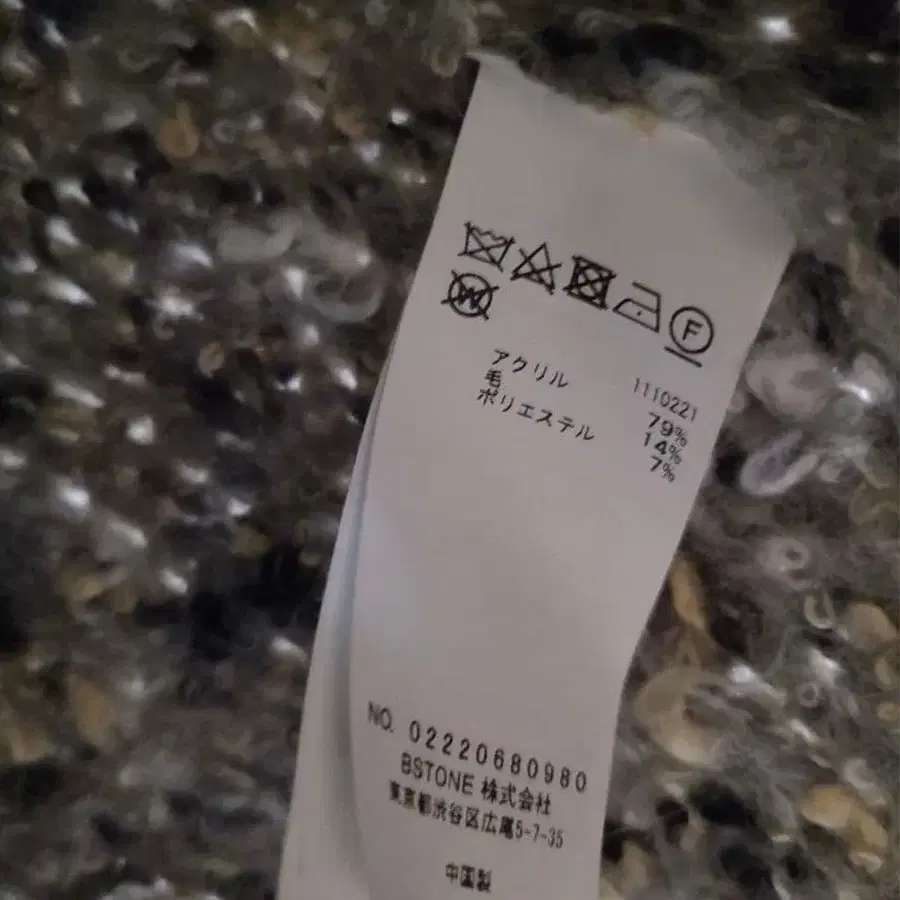 W
F
1110221
アクリル 79%
毛 14%
ポリエステル 7%
NO. 02220680980
BSTONE 株式会社
東京都渋谷区広尾5-7-35
中国製